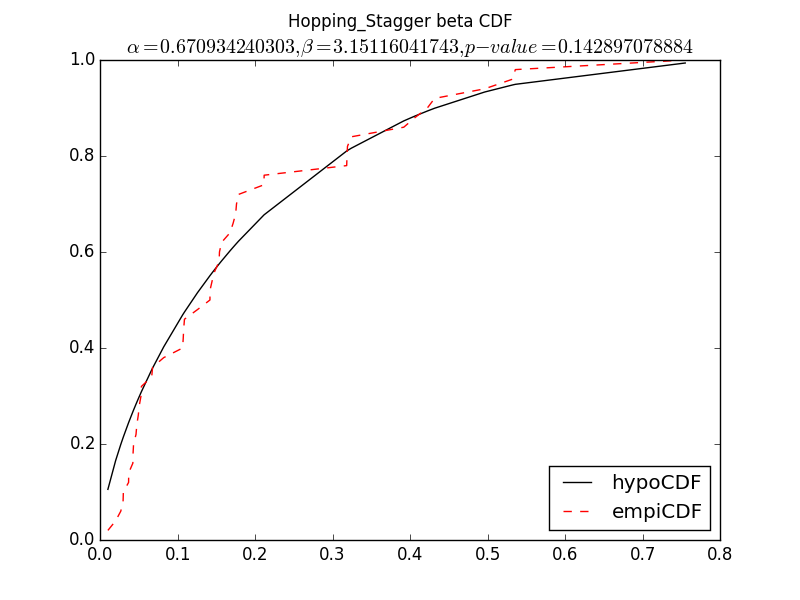 Hopping_Stagger beta CDF
α=0.670934240303,β=3.15116041743,p−value=0.142897078884
1.0
0.8
0.6
0.4
0.2
0.0
0.0 0.1 0.2 0.3 0.4 0.5 0.6 0.7 0.8
hypoCDF
empiCDF